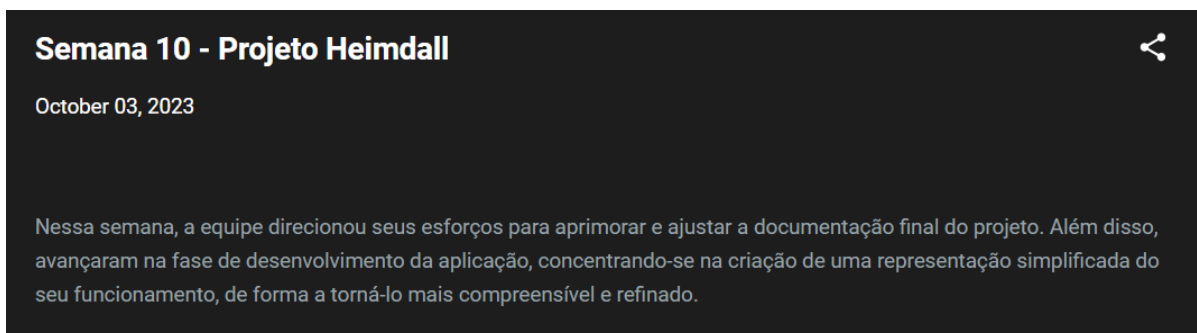 Semana 10 - Projeto Heimdall
October 03, 2023
Nessa semana, a equipe direcionou seus esforços para aprimorar e ajustar a documentação final do projeto. Além disso,
avançaram na fase de desenvolvimento da aplicação, concentrando-se na criação de uma representação simplificada do
seu funcionamento, de forma a torná-lo mais compreensível e refinado.